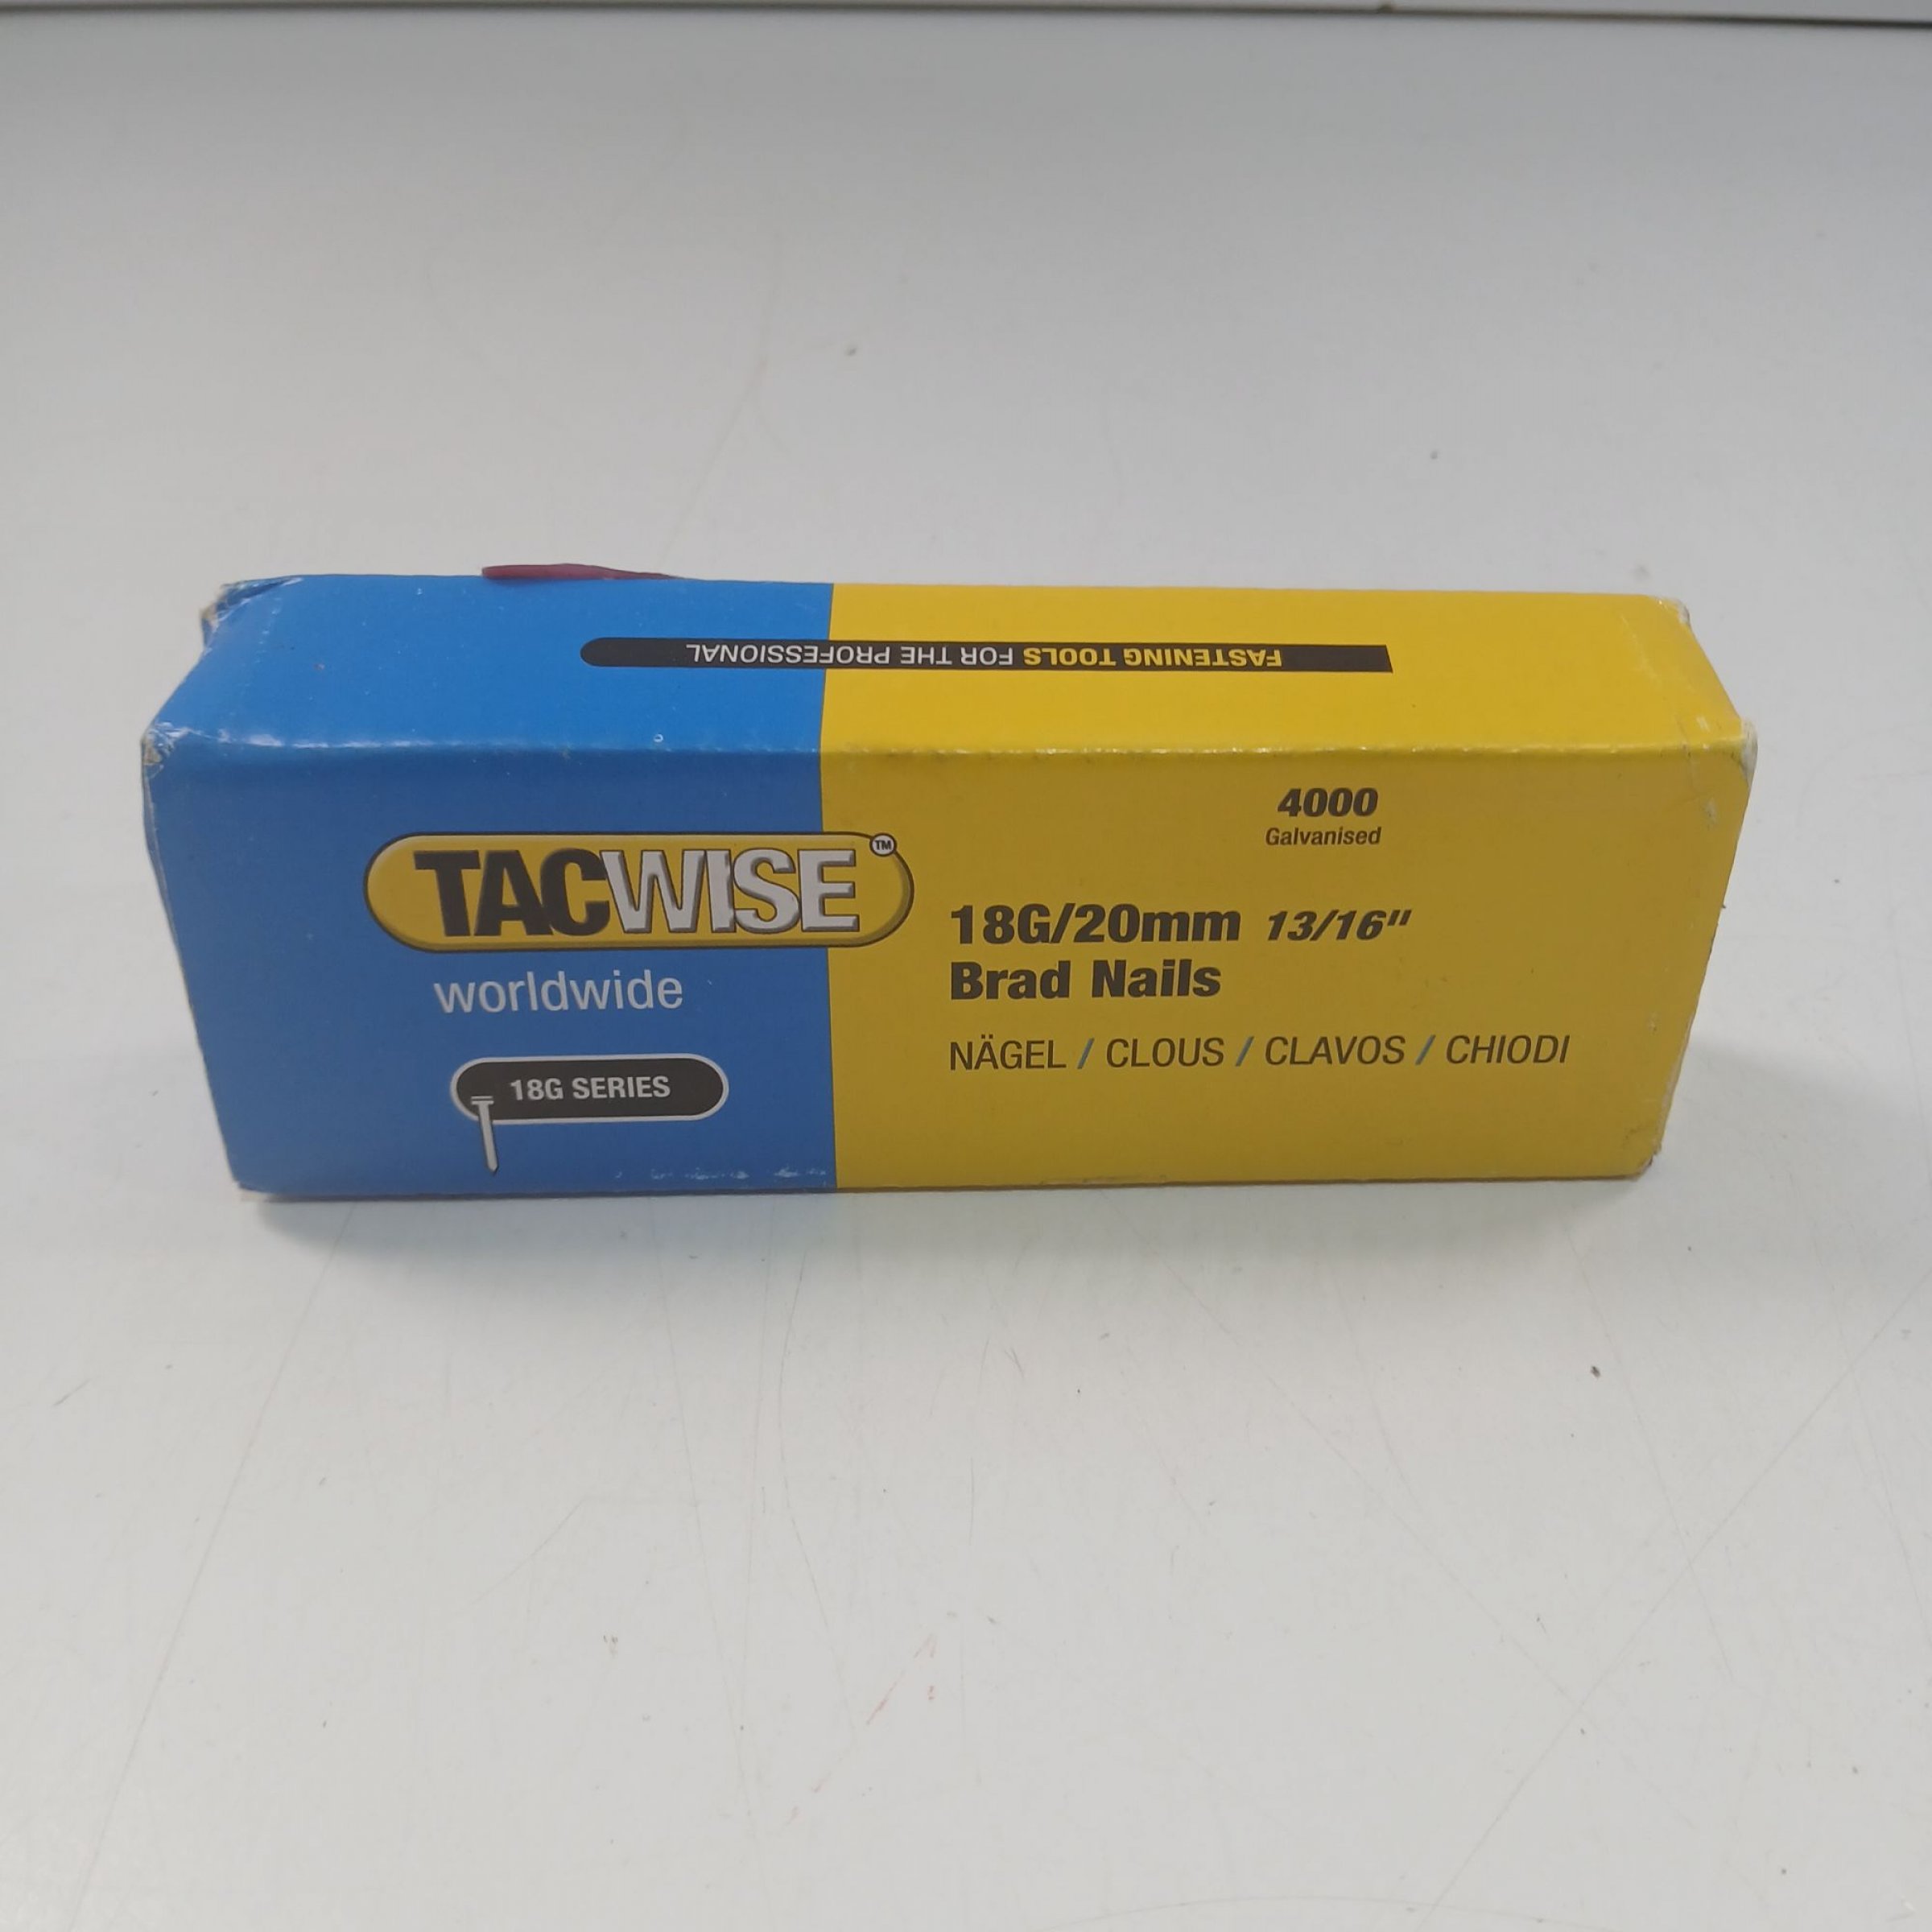 FASTENING TOOLS FOR THE PROFESSIONAL
4000
Galvanised
TACWISE™
worldwide
18G SERIES
18G/20mm 13/16"
Brad Nails
NÄGEL / CLOUS / CLAVOS / CHIODI